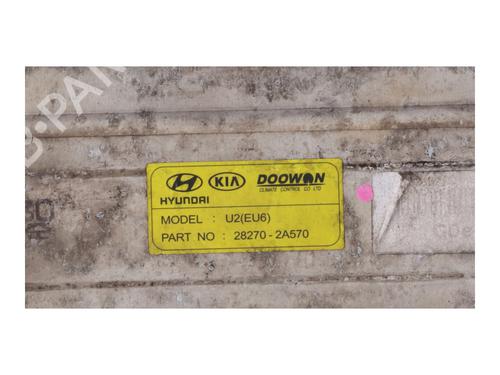 HYUNDAI KIA DOOWON
CLIMATE CONTROL CO LTD
MODEL : U2(EU6)
PART NO : 28270-2A570